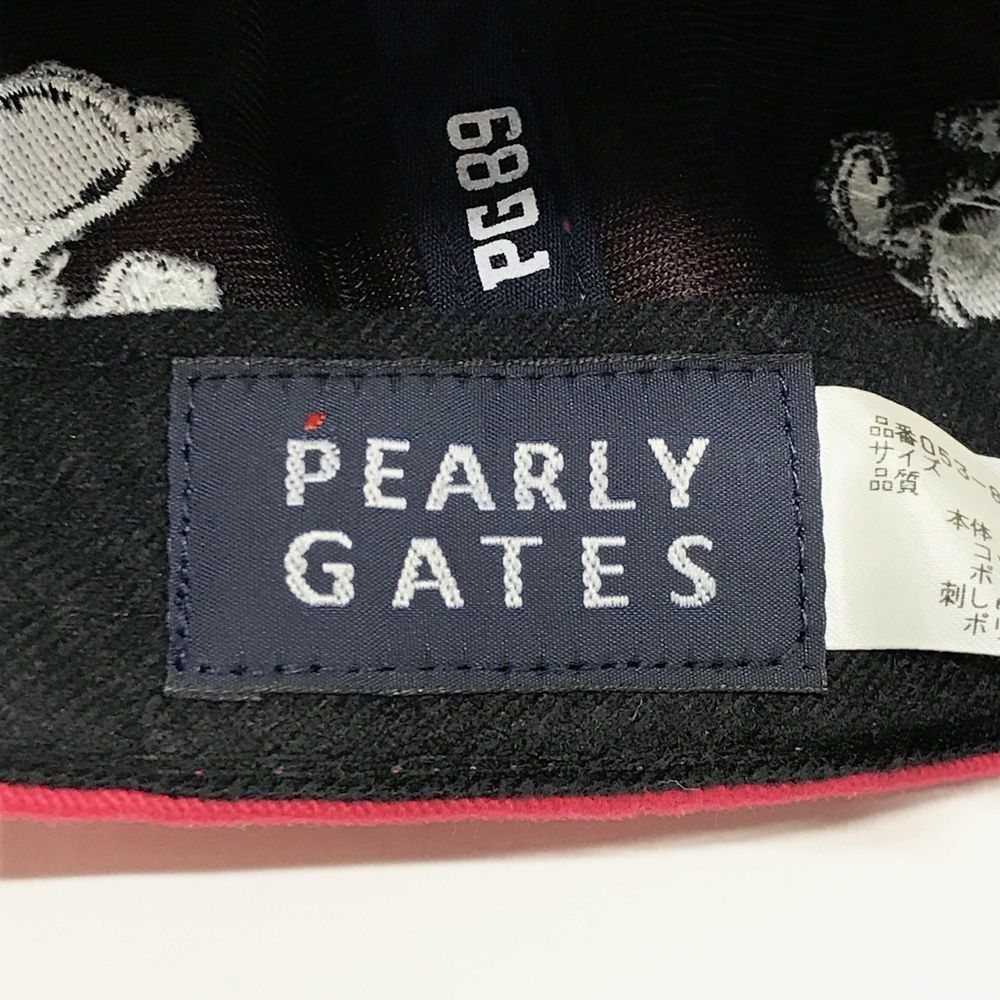 PG89
PEARLY
GATES
品番053-
サイズ
品質
本体
コ
ポ
刺し
ポリ